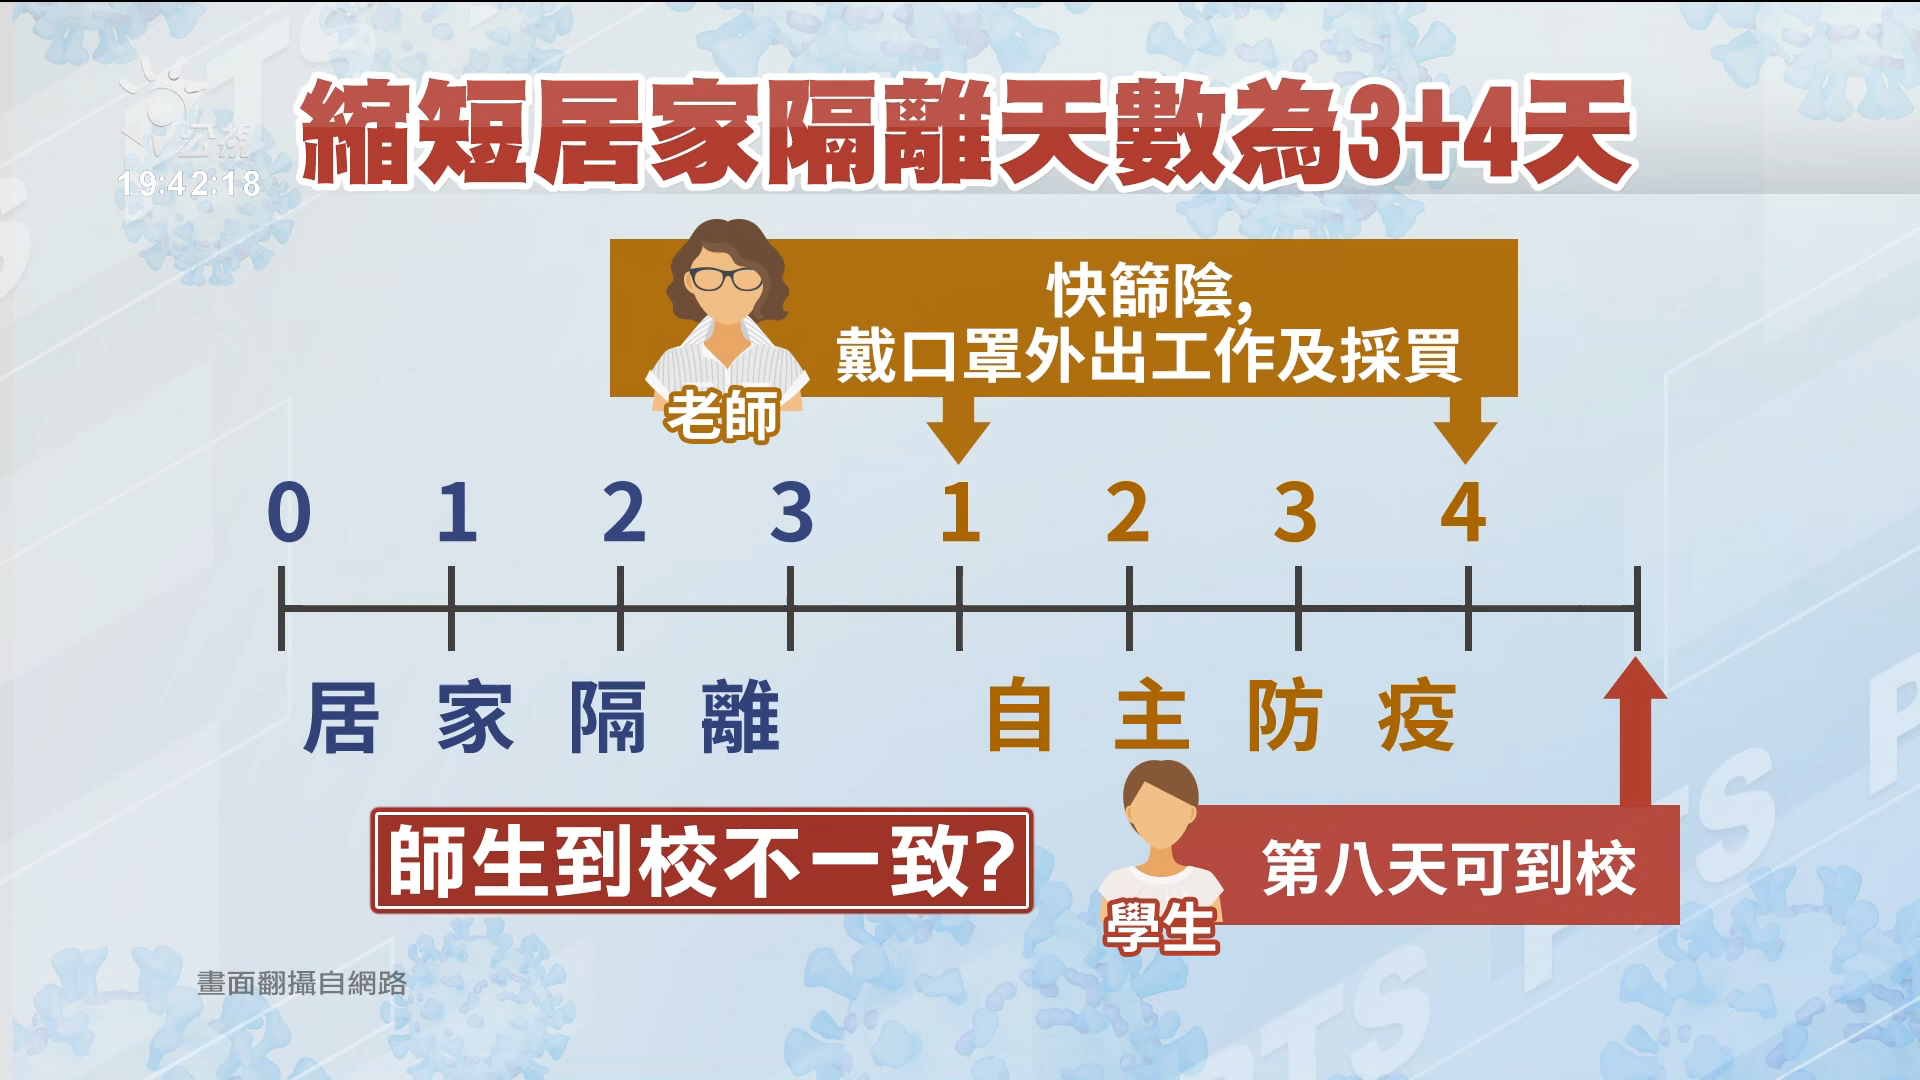 公視
19:42:18
縮短居家隔離天數為3+4天
快篩陰,
戴口罩外出工作及採買
老師
0 1 2 3 1 2 3 4
居家隔離 自主防疫
師生到校不一致?
第八天可到校
學生
畫面翻攝自網路
PTS
PTS